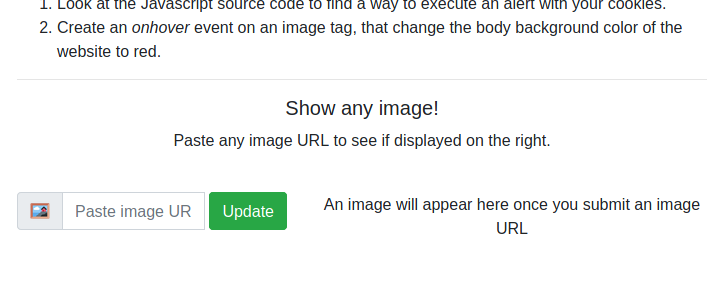 1. Look at the Javascript source code to find a way to execute an alert with your cookies.
2. Create an onhover event on an image tag, that change the body background color of the
website to red.
Show any image!
Paste any image URL to see if displayed on the right.
Paste image UR
Update
An image will appear here once you submit an image
URL